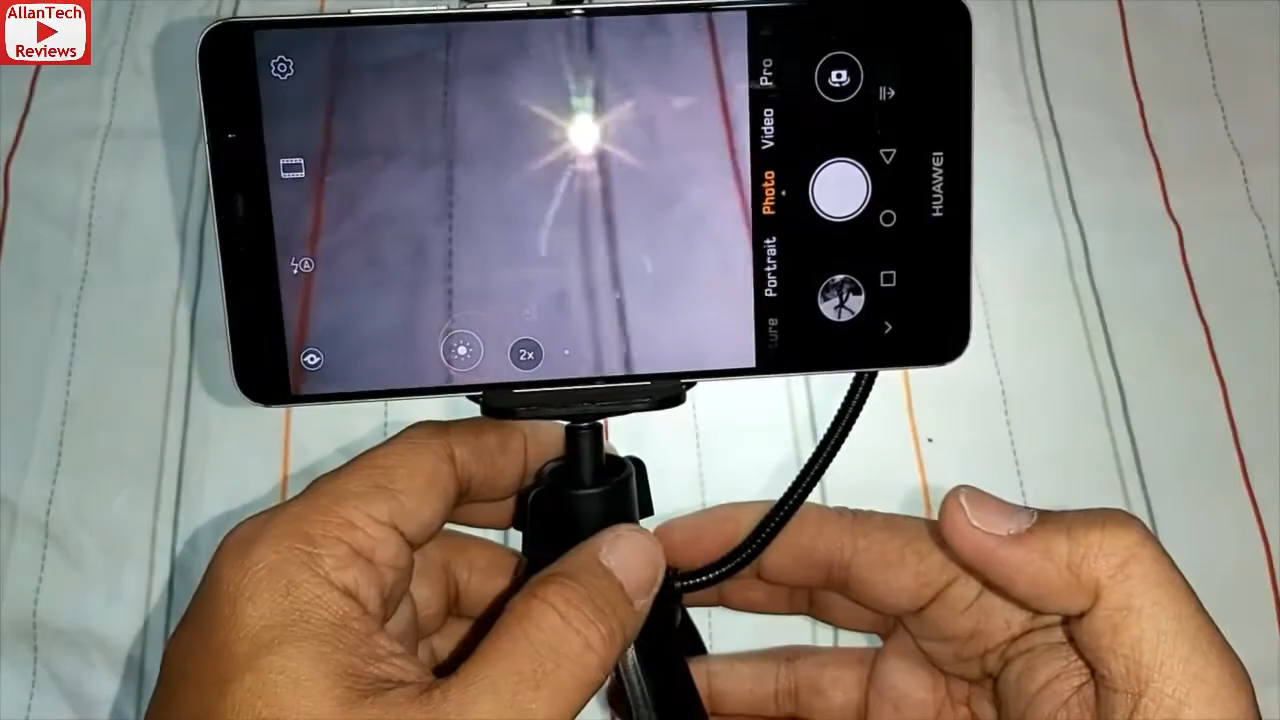 AllanTech
Reviews
Pro
Video
Photo
Portrait
ture
2x
A
HUAWEI